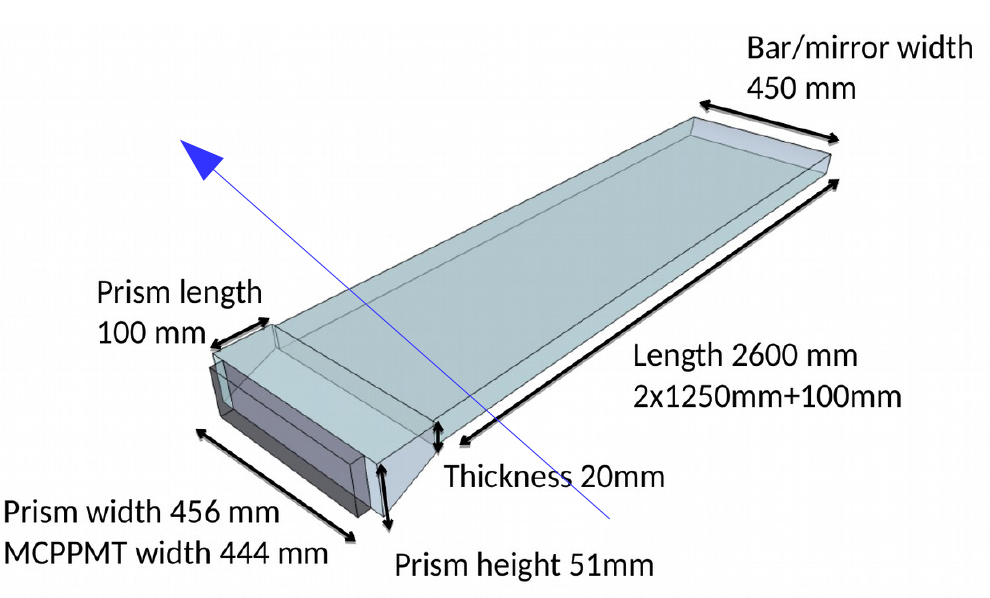 Bar/mirror width
450 mm
Prism length
100 mm
Length 2600 mm
2x1250mm+100mm
Thickness 20mm
Prism width 456 mm
MCPPMT width 444 mm
Prism height 51mm